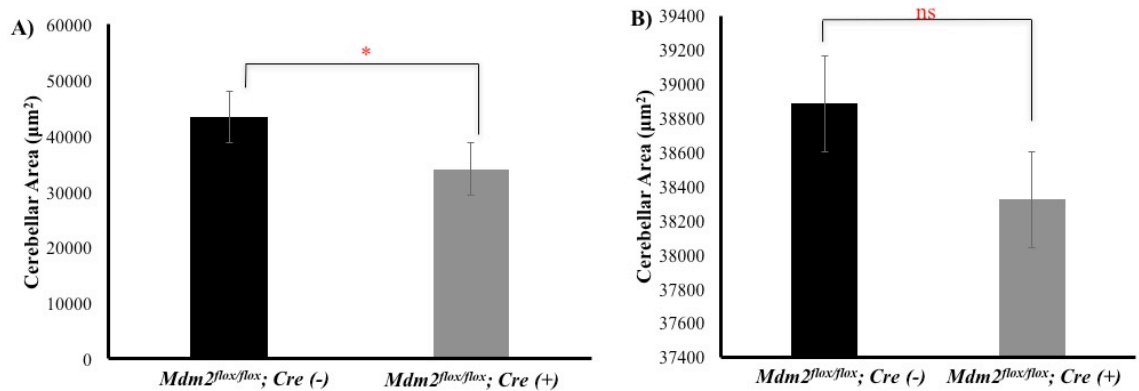 A)
Cerebellar Area (µm²)
60000
50000
40000
30000
20000
10000
0
*
Mdm2flox/flox; Cre (-)
Mdm2flox/flox; Cre (+)
B)
Cerebellar Area (µm²)
39400
39200
39000
38800
38600
38400
38200
38000
37800
37600
37400
ns
Mdm2flox/flox; Cre (-)
Mdm2flox/flox; Cre (+)